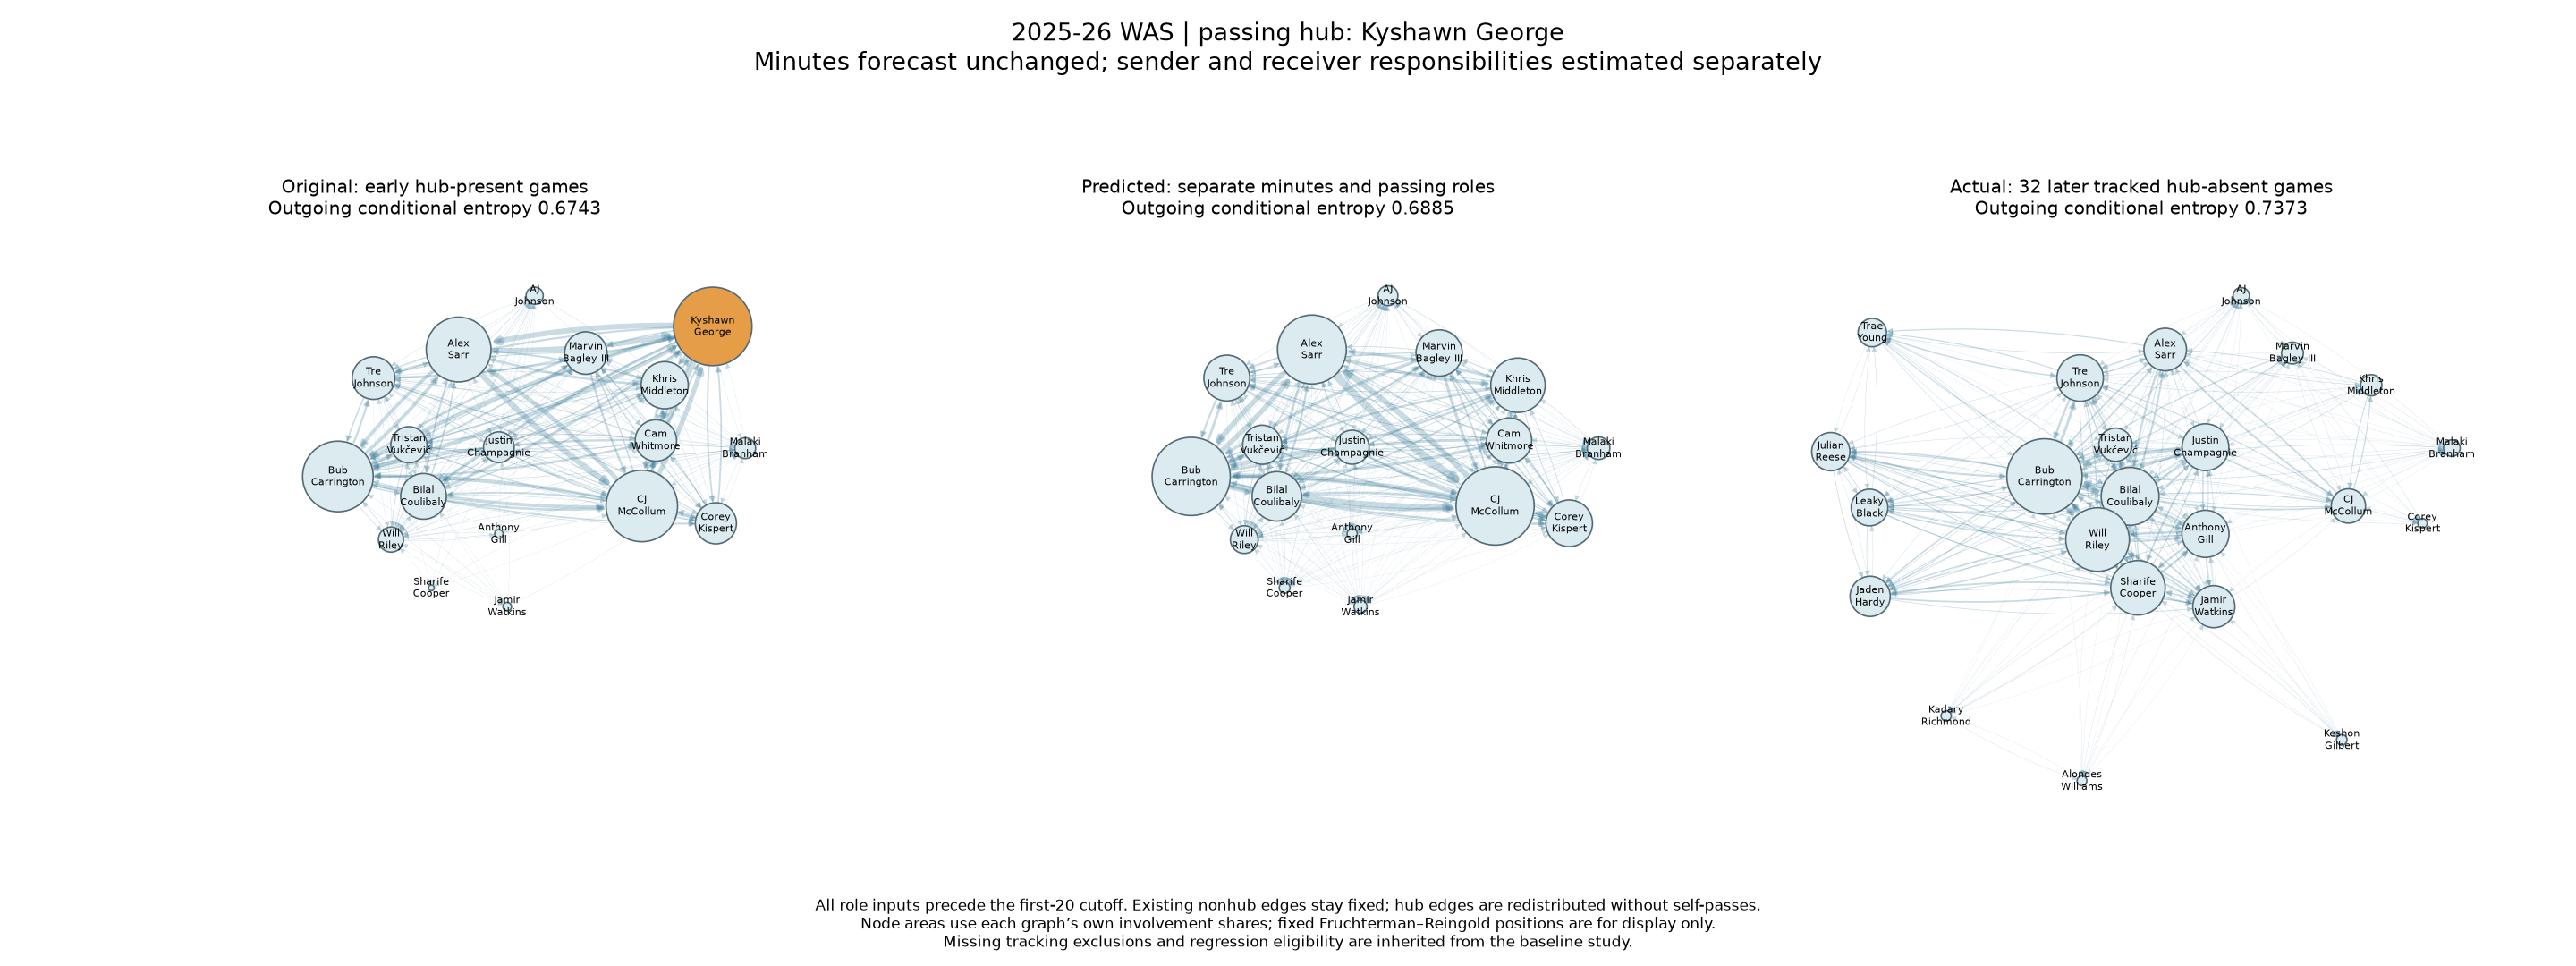 2025-26 WAS | passing hub: Kyshawn George
Minutes forecast unchanged; sender and receiver responsibilities estimated separately
Original: early hub-present games
Outgoing conditional entropy 0.6743
AJ
Johnson
Kyshawn
George
Alex
Sarr
Marvin
Bagley III
Tre
Johnson
Khris
Middleton
Cam
Whitmore
Tristan
Vukčević
Justin
Champagnie
Malaki
Branham
Bub
Carrington
Bilal
Coulibaly
CJ
McCollum
Corey
Kispert
Will
Riley
Anthony
Gill
Sharife
Cooper
Jamir
Watkins
Predicted: separate minutes and passing roles
Outgoing conditional entropy 0.6885
AJ
Johnson
Alex
Sarr
Marvin
Bagley III
Tre
Johnson
Khris
Middleton
Cam
Whitmore
Tristan
Vukčević
Justin
Champagnie
Malaki
Branham
Bub
Carrington
Bilal
Coulibaly
CJ
McCollum
Corey
Kispert
Will
Riley
Anthony
Gill
Sharife
Cooper
Jamir
Watkins
Actual: 32 later tracked hub-absent games
Outgoing conditional entropy 0.7373
AJ
Johnson
Trae
Young
Alex
Sarr
Marvin
Bagley III
Tre
Johnson
Khris
Middleton
Julian
Reese
Tristan
Vukčević
Justin
Champagnie
Malaki
Branham
Bub
Carrington
Bilal
Coulibaly
Leaky
Black
CJ
McCollum
Corey
Kispert
Will
Riley
Anthony
Gill
Jaden
Hardy
Sharife
Cooper
Jamir
Watkins
Kadary
Richmond
Keshon
Gilbert
Alondes
Williams
All role inputs precede the first-20 cutoff. Existing nonhub edges stay fixed; hub edges are redistributed without self-passes.
Node areas use each graph’s own involvement shares; fixed Fruchterman–Reingold positions are for display only.
Missing tracking exclusions and regression eligibility are inherited from the baseline study.